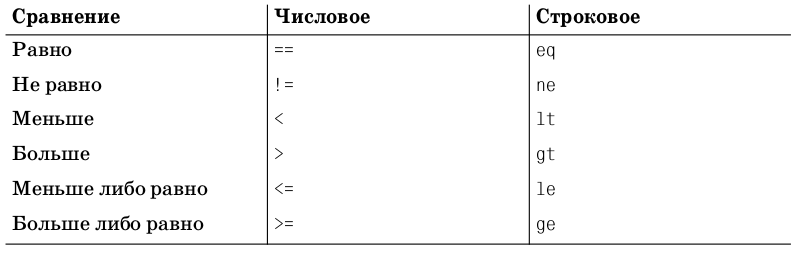 Сравнение Числовое Строковое
Равно == eq
Не равно != ne
Меньше < lt
Больше > gt
Меньше либо равно <= le
Больше либо равно >= ge